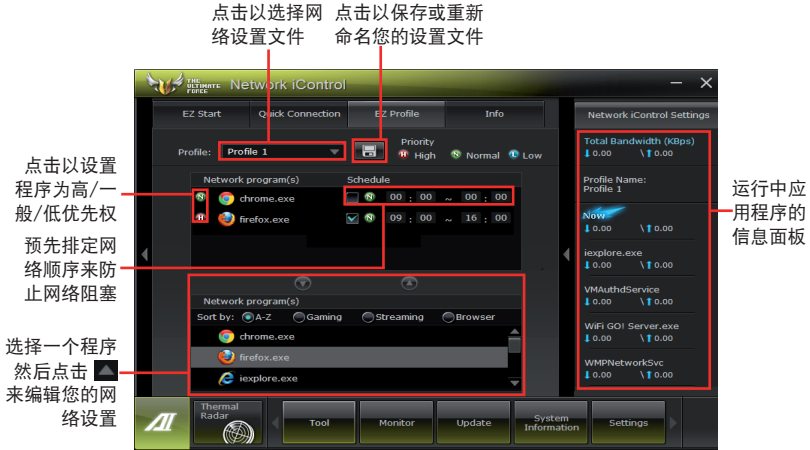 点击以选择网
络设置文件
点击以保存或重新
命名您的设置文件
THE ULTIMATE FORCE
Network iControl
EZ Start
Quick Connection
EZ Profile
Info
Network iControl Settings
Profile:
Profile 1
Priority
H High
N Normal
L Low
点击以设置
程序为高/一
般/低优先权
预先排定网
络顺序来防
止网络阻塞
选择一个程序
然后点击
来编辑您的网
络设置
Network program(s)
Schedule
N chrome.exe
N 00 : 00 ~ 00 : 00
H firefox.exe
N 09 : 00 ~ 16 : 00
Network program(s)
Sort by:
A-Z
Gaming
Streaming
Browser
chrome.exe
firefox.exe
iexplore.exe
Total Bandwidth (KBps)
0.00 \ 0.00
Profile Name:
Profile 1
Now
0.00 \ 0.00
iexplore.exe
0.00 \ 0.00
VMAuthdService
0.00 \ 0.00
WiFi GO! Server.exe
0.00 \ 0.00
WMPNetworkSvc
0.00 \ 0.00
运行中应
用程序的
信息面板
AI
Thermal
Radar
Tool
Monitor
Update
System
Information
Settings